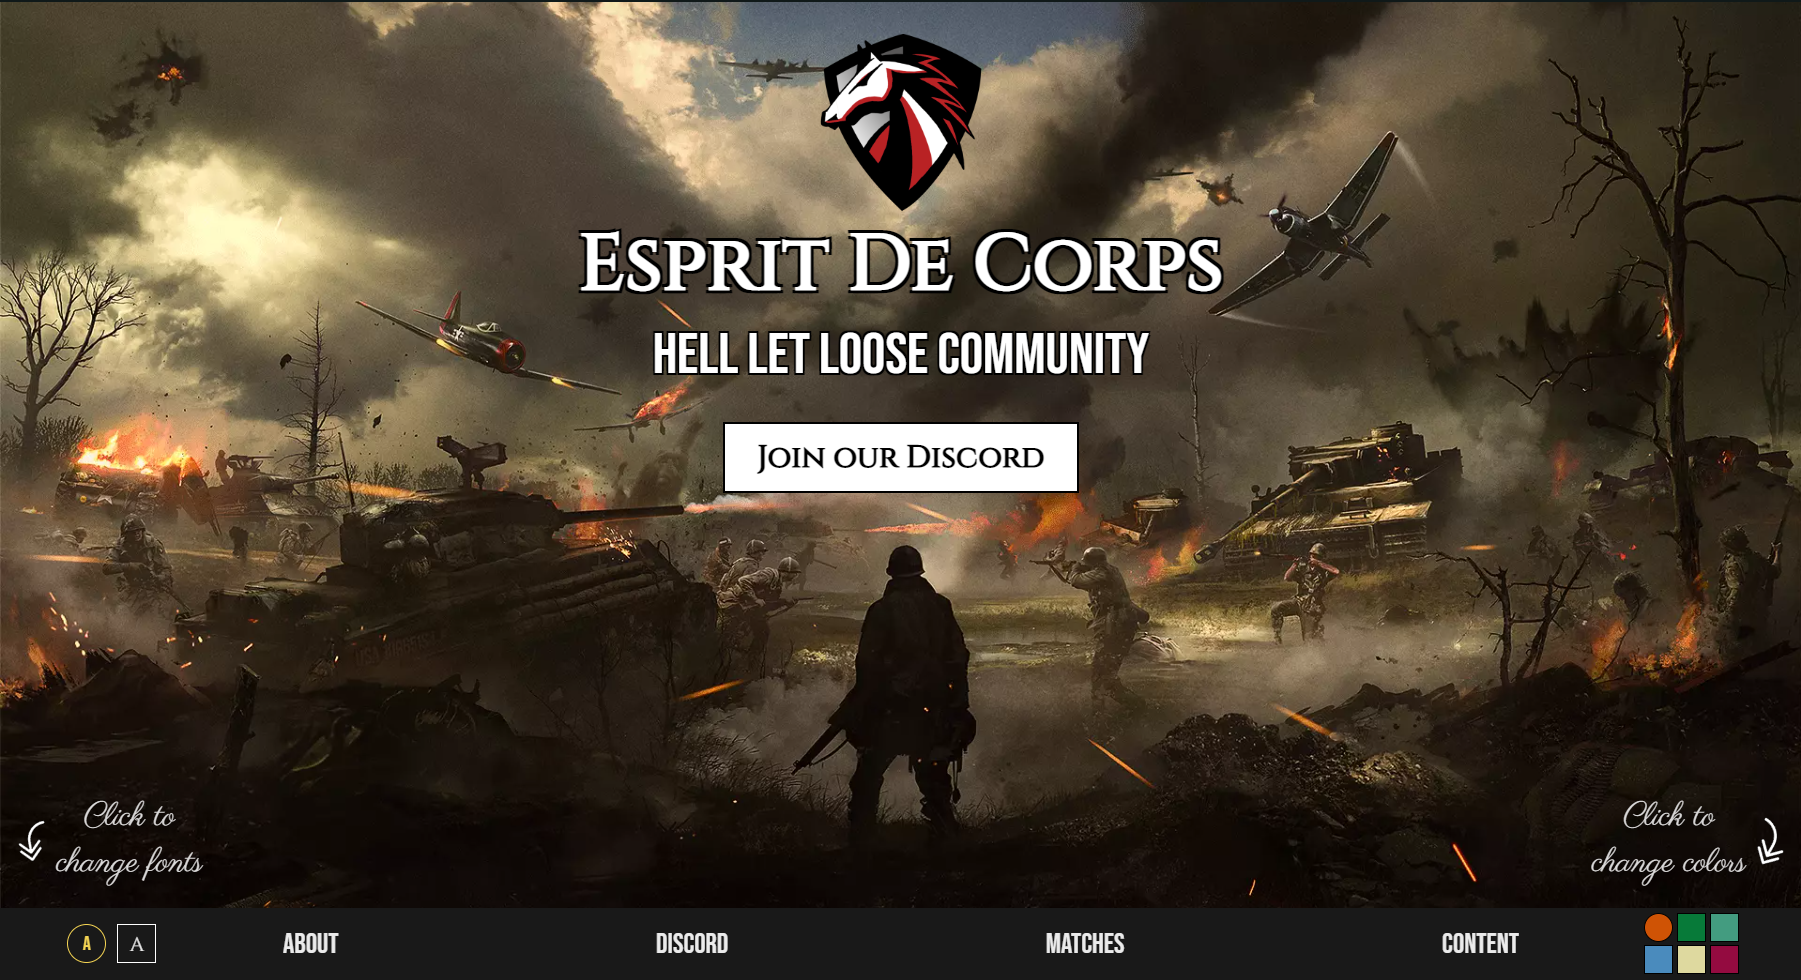 Esprit De Corps
HELL LET LOOSE COMMUNITY
Join our Discord
Click to
change fonts
Click to
change colors
A
A
ABOUT
DISCORD
MATCHES
CONTENT